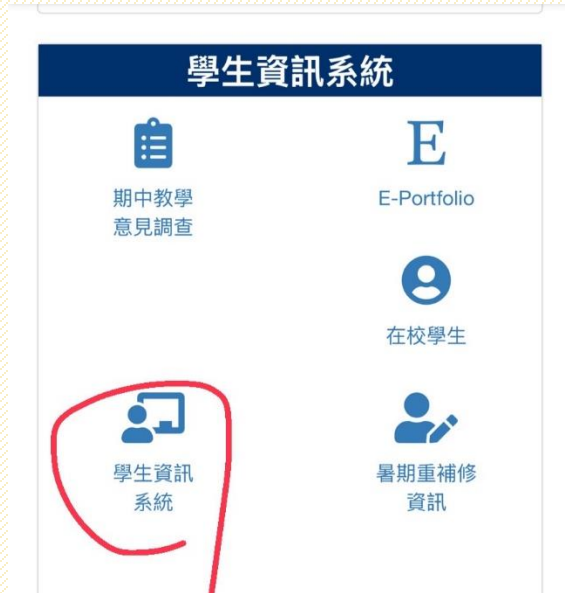 學生資訊系統
期中教學
意見調查
E
E-Portfolio
在校學生
學生資訊
系統
暑期重補修
資訊